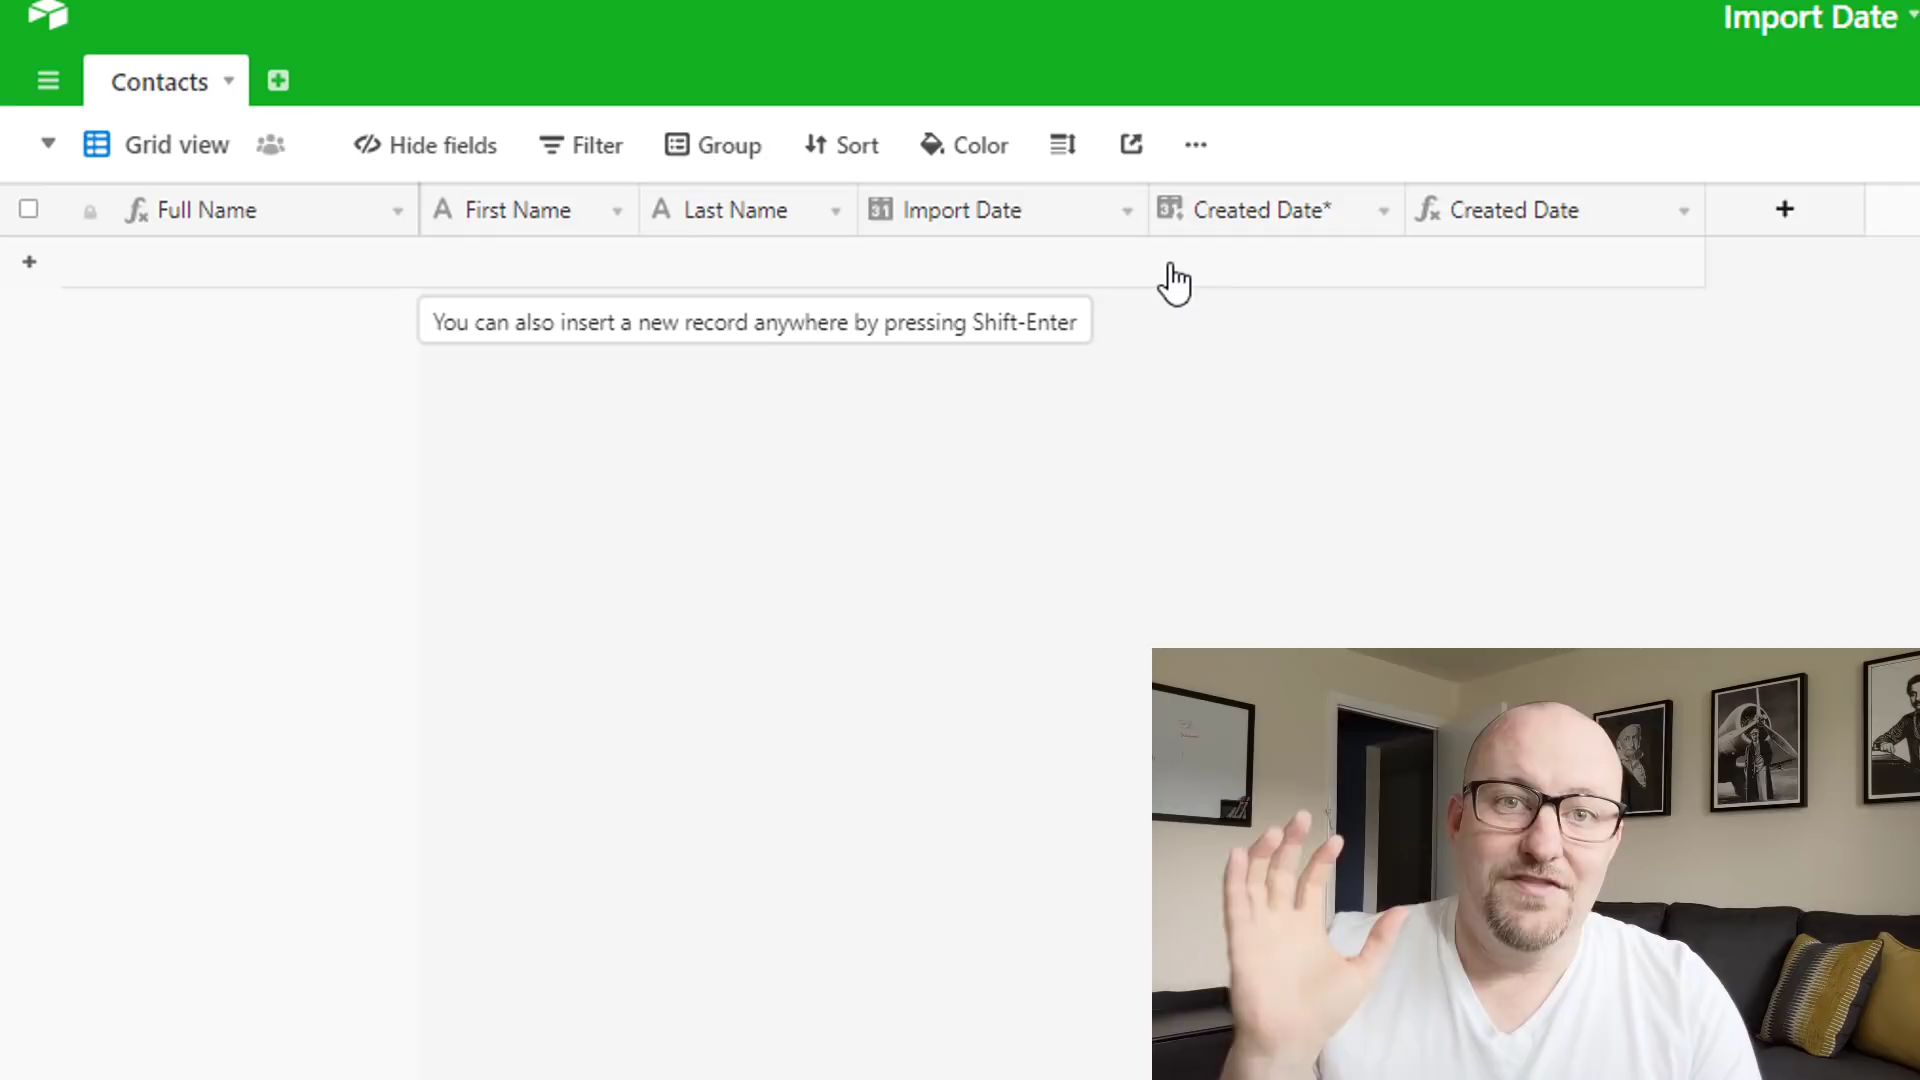 Import Date
Contacts
Grid view Hide fields Filter Group Sort Color
Full Name First Name Last Name Import Date Created Date* Created Date
You can also insert a new record anywhere by pressing Shift-Enter